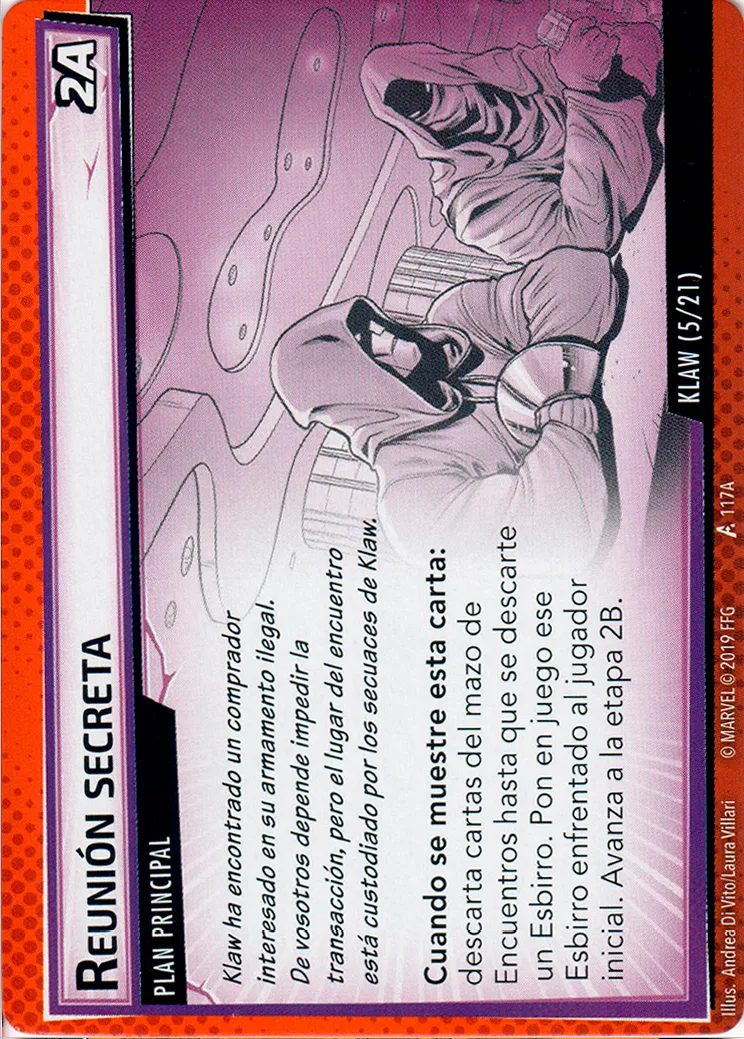 REUNIÓN SECRETA
2A
PLAN PRINCIPAL
Klaw ha encontrado un comprador
interesado en su armamento ilegal.
De vosotros depende impedir la
transacción, pero el lugar del encuentro
está custodiado por los secuaces de Klaw.
Cuando se muestre esta carta:
descarta cartas del mazo de
Encuentros hasta que se descarte
un Esbirro. Pon en juego ese
Esbirro enfrentado al jugador
inicial. Avanza a la etapa 2B.
KLAW (5/21)
Illus. Andrea Di Vito/Laura Villari © MARVEL © 2019 FFG 117A